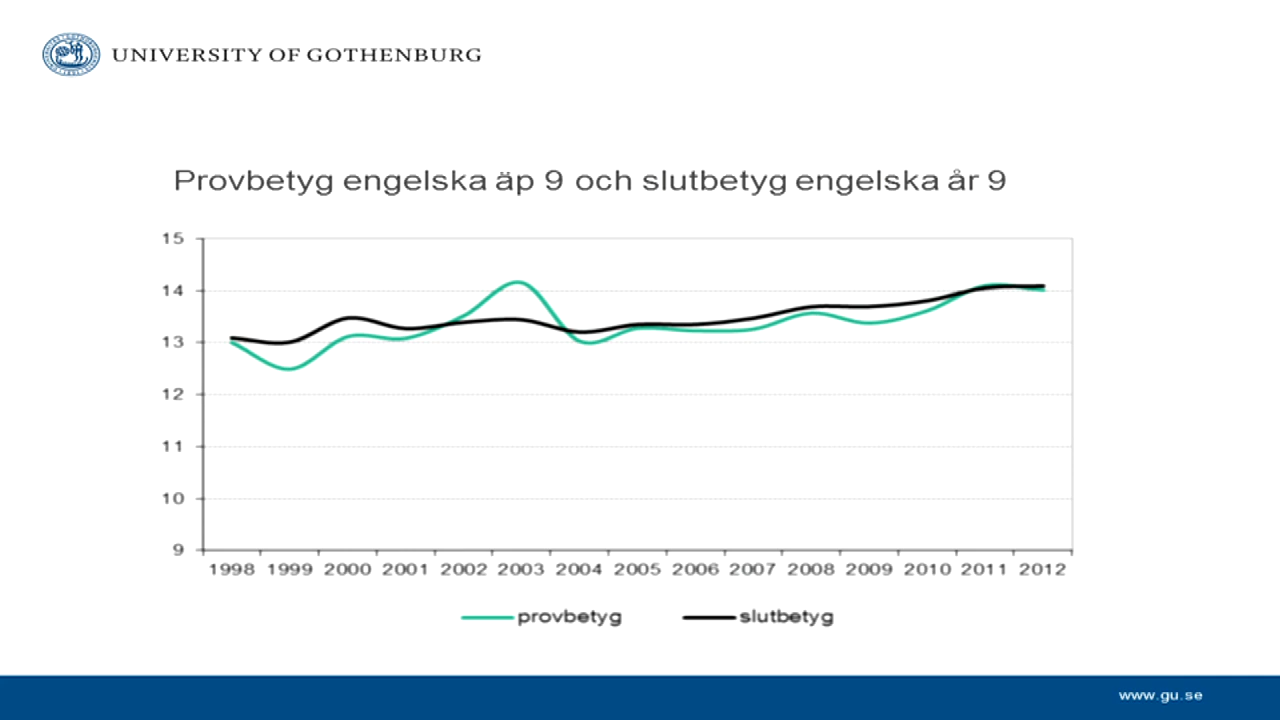 UNIVERSITY OF GOTHENBURG
Provbetyg engelska äp 9 och slutbetyg engelska år 9
15
14
13
12
11
10
9
1998 1999 2000 2001 2002 2003 2004 2005 2006 2007 2008 2009 2010 2011 2012
provbetyg slutbetyg
www.gu.se